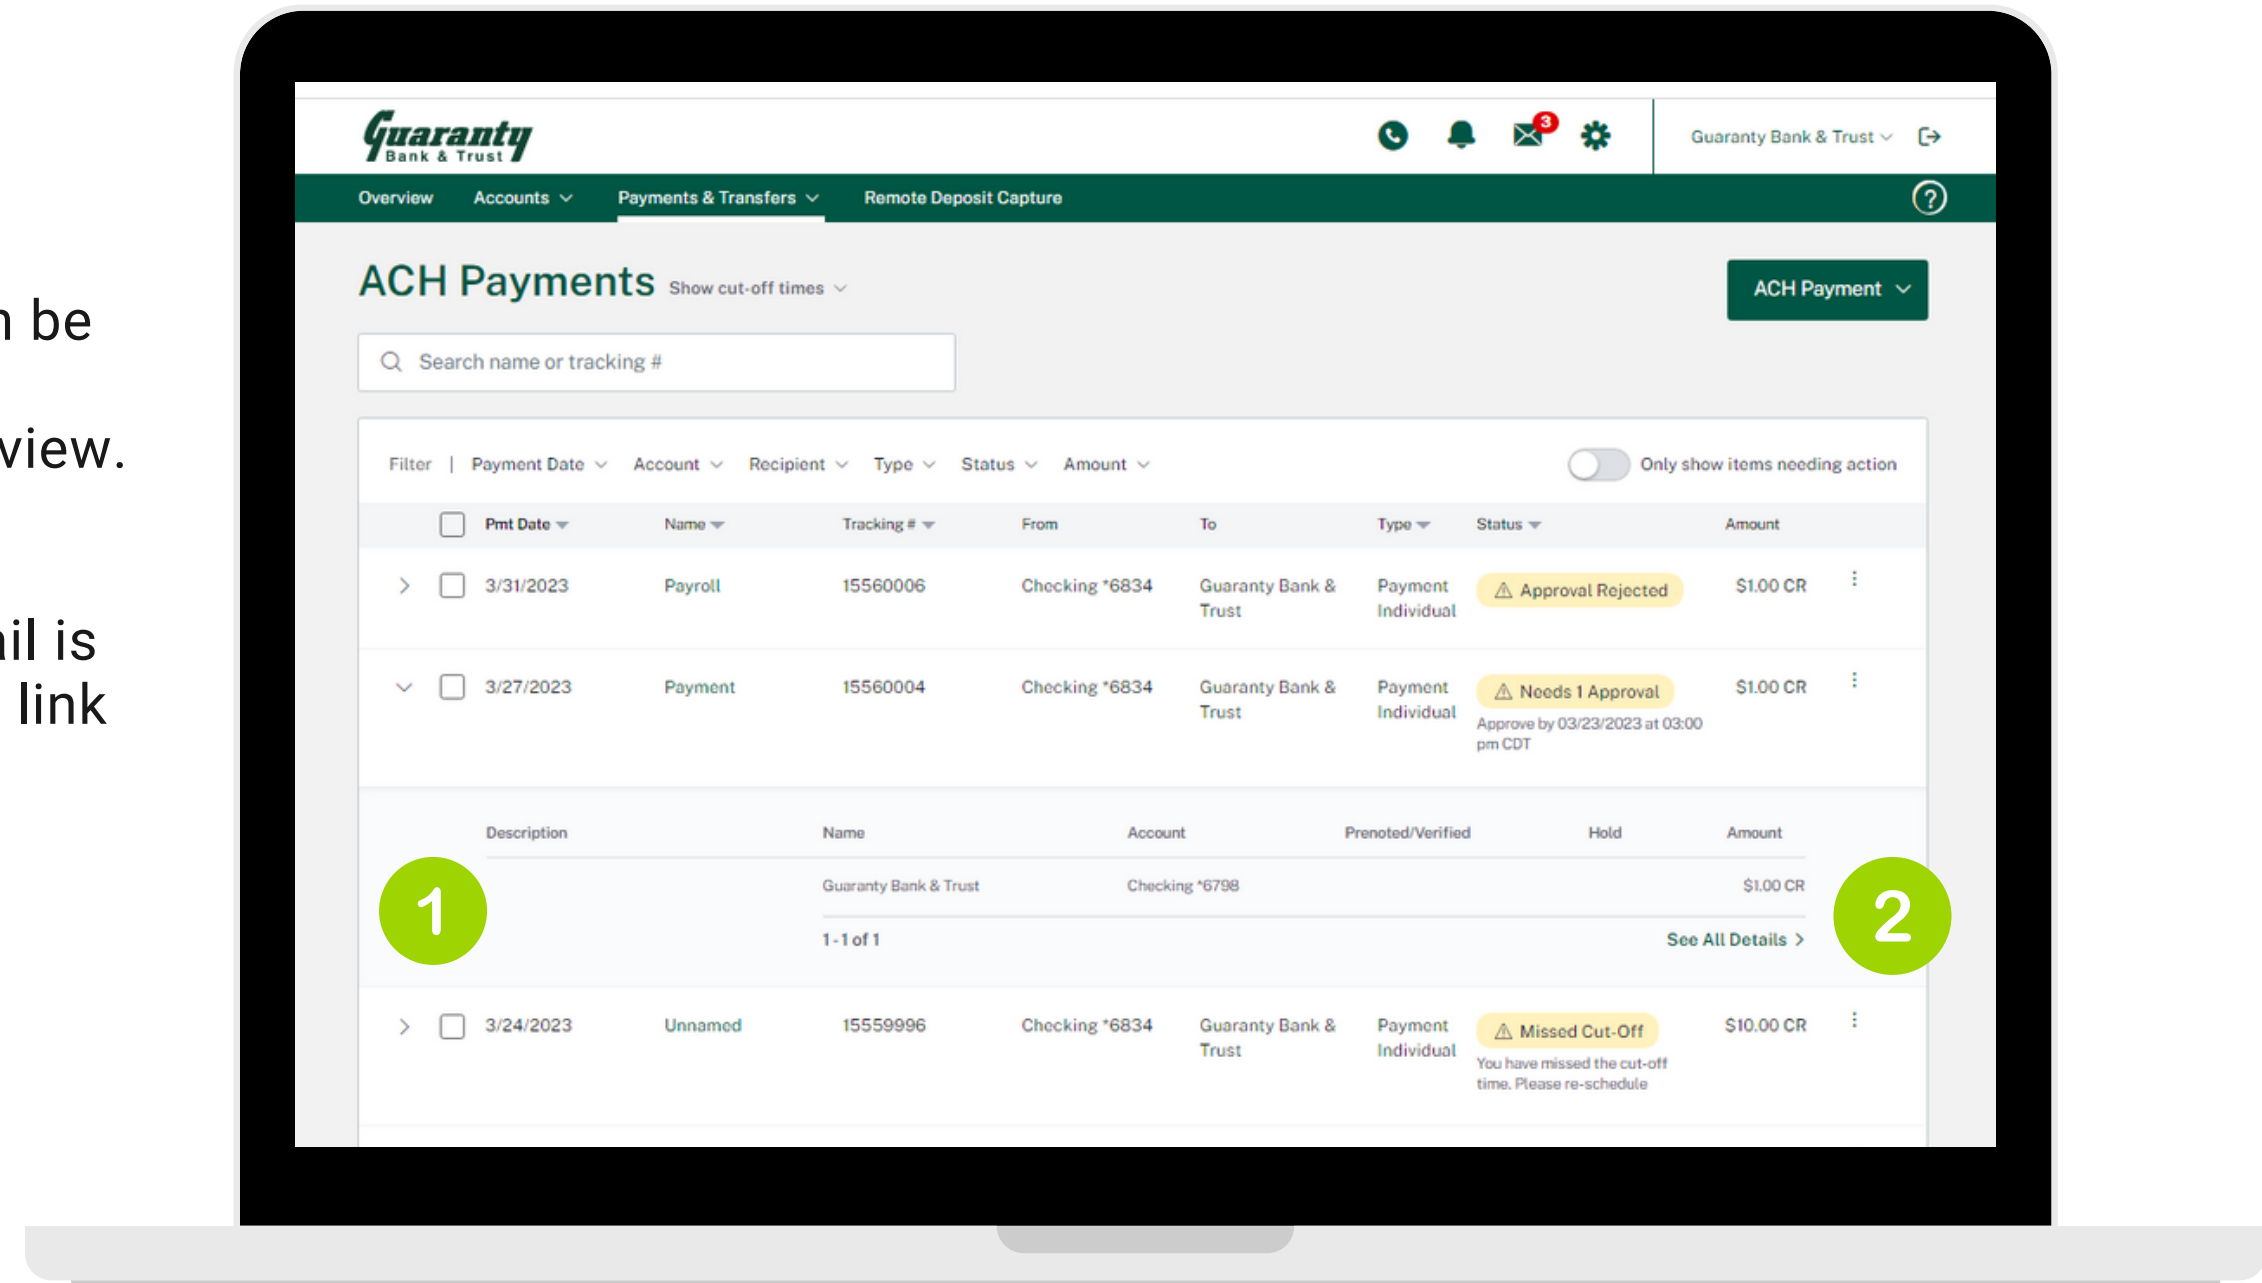 n be
view.
ail is
link
Guaranty
Bank & Trust
3
Guaranty Bank & Trust
Overview Accounts Payments & Transfers Remote Deposit Capture
?
ACH Payments Show cut-off times
ACH Payment
Search name or tracking #
Filter | Payment Date Account Recipient Type Status Amount Only show items needing action
Pmt Date Name Tracking # From To Type Status Amount
3/31/2023 Payroll 15560006 Checking *6834 Guaranty Bank & Payment Approval Rejected $1.00 CR
Trust Individual
3/27/2023 Payment 15560004 Checking *6834 Guaranty Bank & Payment Needs 1 Approval $1.00 CR
Trust Individual
Approve by 03/23/2023 at 03:00
pm CDT
Description Name Account Prenoted/Verified Hold Amount
Guaranty Bank & Trust Checking *6798 $1.00 CR
1
2
1-1 of 1 See All Details >
3/24/2023 Unnamed 15559996 Checking *6834 Guaranty Bank & Payment Missed Cut-Off $10.00 CR
Trust Individual
You have missed the cut-off
time. Please re-schedule